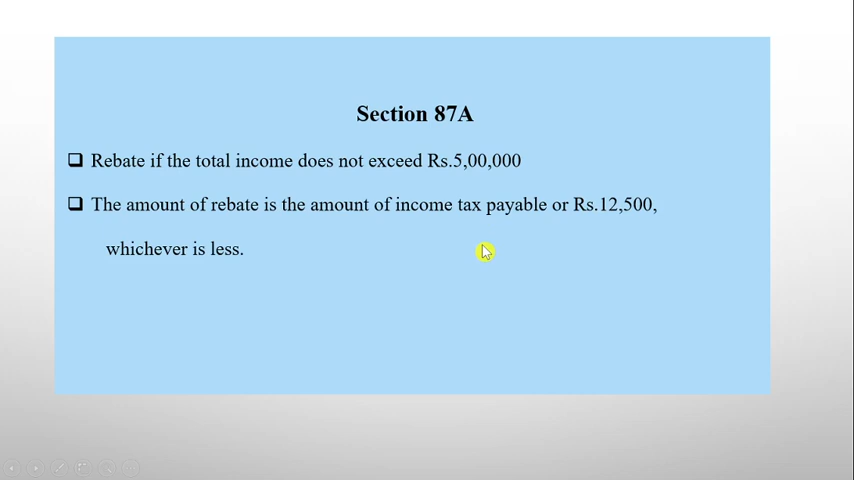 Section 87A
❑ Rebate if the total income does not exceed Rs.5,00,000
❑ The amount of rebate is the amount of income tax payable or Rs.12,500,
whichever is less.